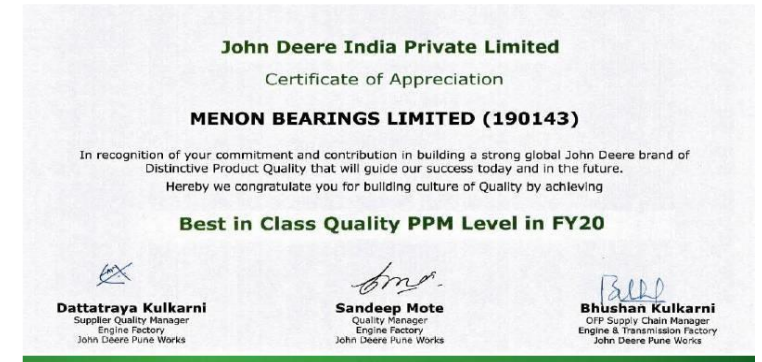 John Deere India Private Limited
Certificate of Appreciation
MENON BEARINGS LIMITED (190143)
In recognition of your commitment and contribution in building a strong global John Deere brand of
Distinctive Product Quality that will guide our success today and in the future.
Hereby we congratulate you for building culture of Quality by achieving
Best in Class Quality PPM Level in FY20
Dattatraya Kulkarni
Supplier Quality Manager
Engine Factory
John Deere Pune Works
Sandeep Mote
Quality Manager
Engine Factory
John Deere Pune Works
Bhushan Kulkarni
OFP Supply Chain Manager
Engine & Transmission Factory
John Deere Pune Works